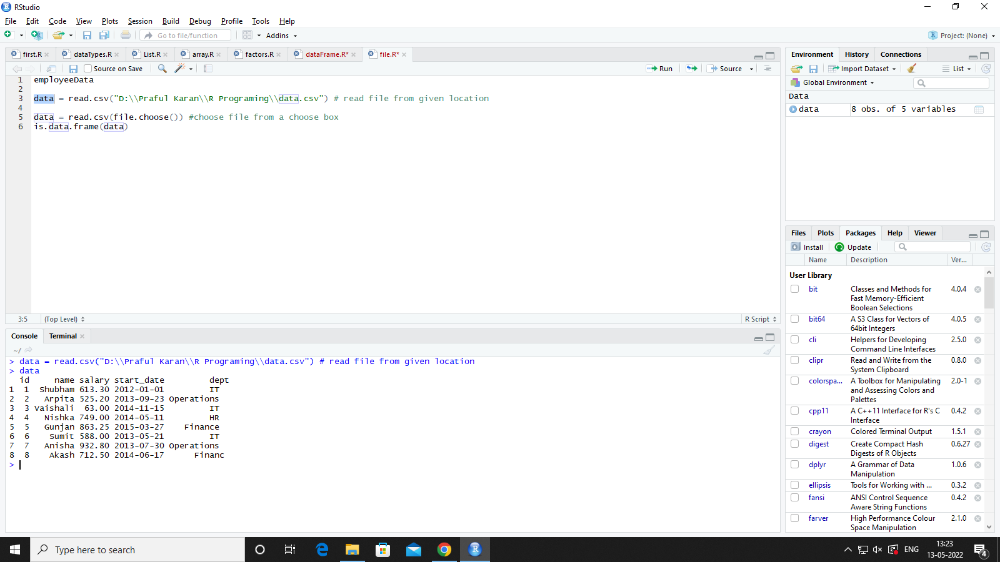 RStudio
File Edit Code View Plots Session Build Debug Profile Tools Help
Go to file/function Addins Project: (None)
first.R dataTypes.R List.R array.R factors.R dataFrame.R* file.R*
Source on Save Run Source
1 employeeData
2
3 data = read.csv("D:\\Praful Karan\\R Programing\\data.csv") # read file from given location
4
5 data = read.csv(file.choose()) #choose file from a choose box
6 is.data.frame(data)
3:5 (Top Level) R Script
Console Terminal
~/
> data = read.csv("D:\\Praful Karan\\R Programing\\data.csv") # read file from given location
> data
id name salary start_date dept
1 1 Shubham 613.30 2012-01-01 IT
2 2 Arpita 525.20 2013-09-23 Operations
3 3 Vaishali 63.00 2014-11-15 IT
4 4 Nishka 749.00 2014-05-11 HR
5 5 Gunjan 863.25 2015-03-27 Finance
6 6 Sumit 588.00 2013-05-21 IT
7 7 Anisha 932.80 2013-07-30 Operations
8 8 Akash 712.50 2014-06-17 Financ
>
Environment History Connections
Import Dataset List
Global Environment
Data
data 8 obs. of 5 variables
Files Plots Packages Help Viewer
Install Update
Name Description Ver...
User Library
bit Classes and Methods for 4.0.4
Fast Memory-Efficient
Boolean Selections
bit64 A S3 Class for Vectors of 4.0.5
64bit Integers
cli Helpers for Developing 2.5.0
Command Line Interfaces
clipr Read and Write from the 0.8.0
System Clipboard
colorspa... A Toolbox for Manipulating 2.0-1
and Assessing Colors and
Palettes
cpp11 A C++11 Interface for R's C 0.4.2
Interface
crayon Colored Terminal Output 1.5.1
digest Create Compact Hash 0.6.27
Digests of R Objects
dplyr A Grammar of Data 1.0.6
Manipulation
ellipsis Tools for Working with ... 0.3.2
fansi ANSI Control Sequence 0.4.2
Aware String Functions
farver High Performance Colour 2.1.0
Space Manipulation
Type here to search
ENG
13:23
13-05-2022
4